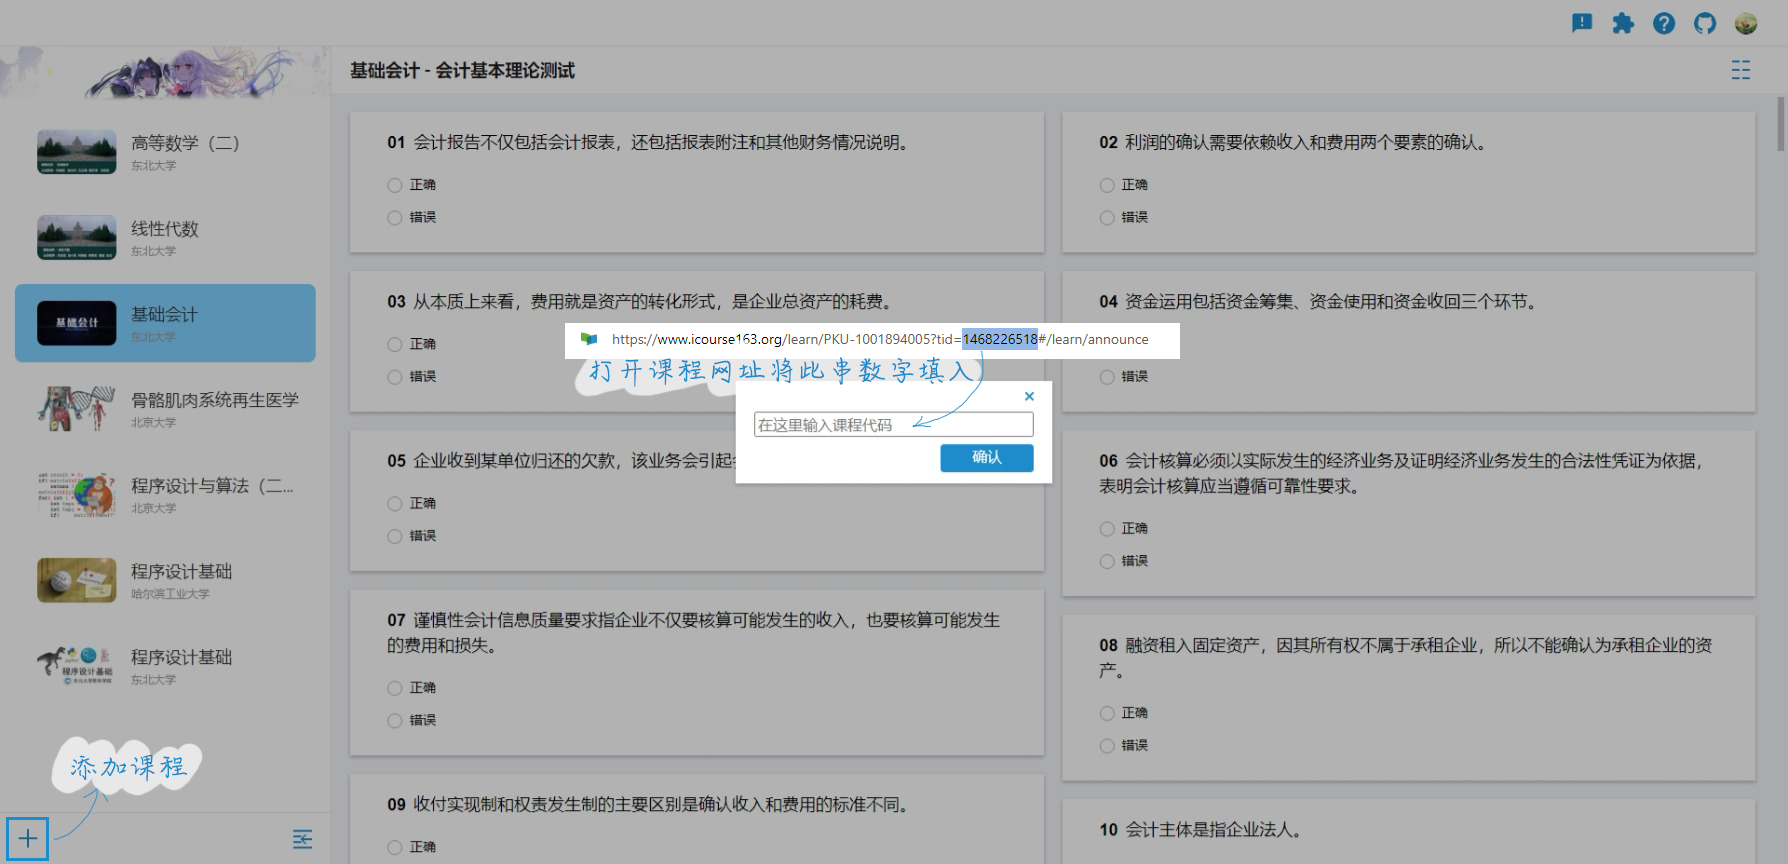 基础会计 - 会计基本理论测试
高等数学（二）
东北大学
线性代数
东北大学
基础会计
基础会计
东北大学
骨骼肌肉系统再生医学
北京大学
程序设计与算法（二...
北京大学
程序设计基础
哈尔滨工业大学
程序设计基础
程序设计基础
东北大学
添加课程
01 会计报告不仅包括会计报表，还包括报表附注和其他财务情况说明。
正确
错误
02 利润的确认需要依赖收入和费用两个要素的确认。
正确
错误
03 从本质上来看，费用就是资产的转化形式，是企业总资产的耗费。
正确
错误
04 资金运用包括资金筹集、资金使用和资金收回三个环节。
错误
https://www.icourse163.org/learn/PKU-1001894005?tid=1468226518#/learn/announce
打开课程网址将此串数字填入
在这里输入课程代码
确认
05 企业收到某单位归还的欠款，该业务会引起
正确
错误
06 会计核算必须以实际发生的经济业务及证明经济业务发生的合法性凭证为依据，
表明会计核算应当遵循可靠性要求。
正确
错误
07 谨慎性会计信息质量要求指企业不仅要核算可能发生的收入，也要核算可能发生
的费用和损失。
正确
错误
08 融资租入固定资产，因其所有权不属于承租企业，所以不能确认为承租企业的资
产。
正确
错误
09 收付实现制和权责发生制的主要区别是确认收入和费用的标准不同。
正确
10 会计主体是指企业法人。